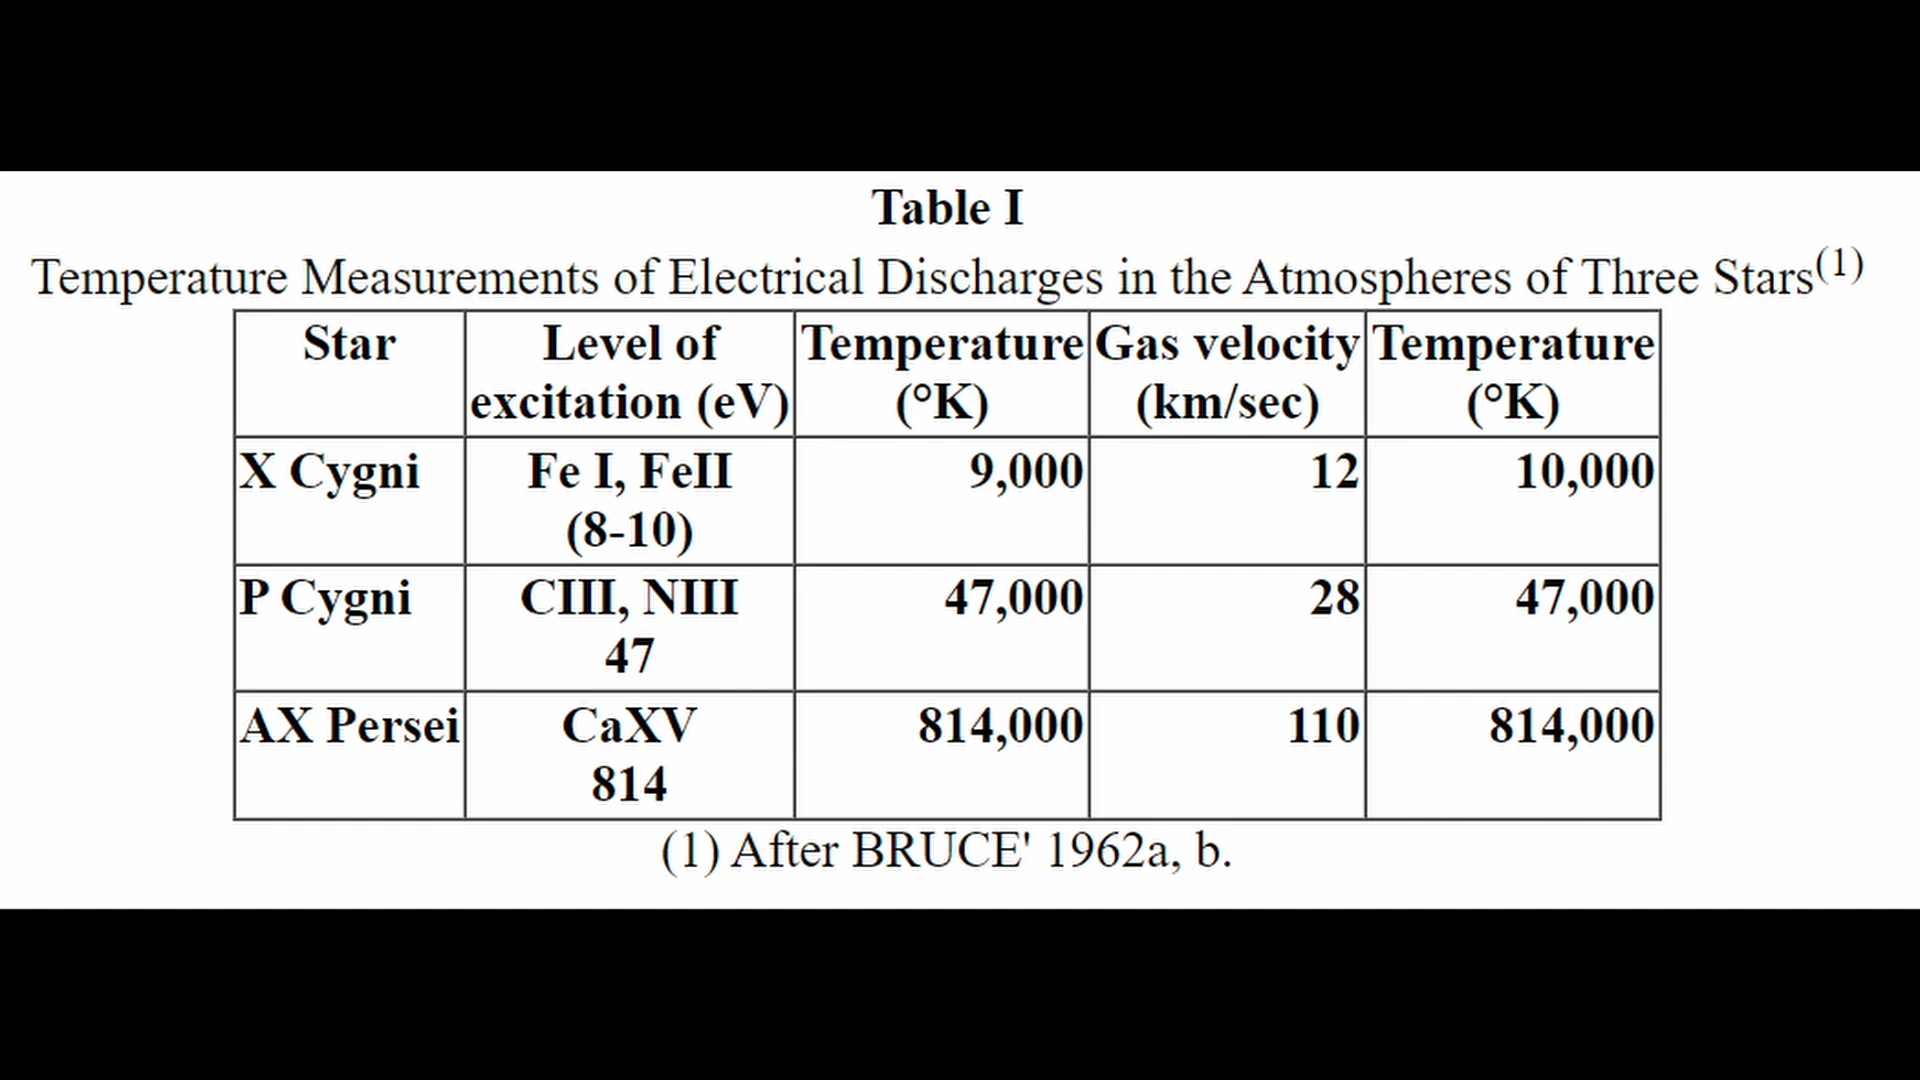 Table I
Temperature Measurements of Electrical Discharges in the Atmospheres of Three Stars(1)
Star Level of excitation (eV) Temperature (°K) Gas velocity (km/sec) Temperature (°K)
X Cygni Fe I, FeII (8-10) 9,000 12 10,000
P Cygni CIII, NIII 47 47,000 28 47,000
AX Persei CaXV 814 814,000 110 814,000
(1) After BRUCE' 1962a, b.